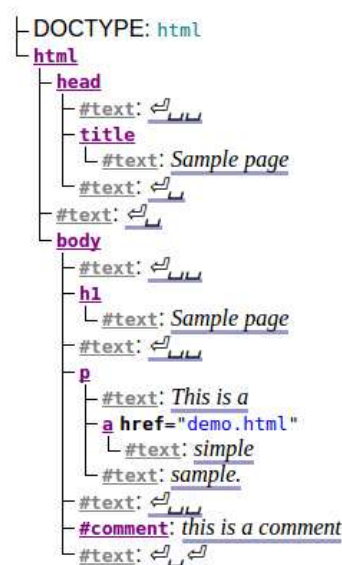 DOCTYPE: html
html
head
#text: ⏎␣␣
title
#text: Sample page
#text: ⏎␣
#text: ⏎␣
body
#text: ⏎␣␣
h1
#text: Sample page
#text: ⏎␣␣
p
#text: This is a
a href="demo.html"
#text: simple
#text: sample.
#text: ⏎␣␣
#comment: this is a comment
#text: ⏎␣⏎